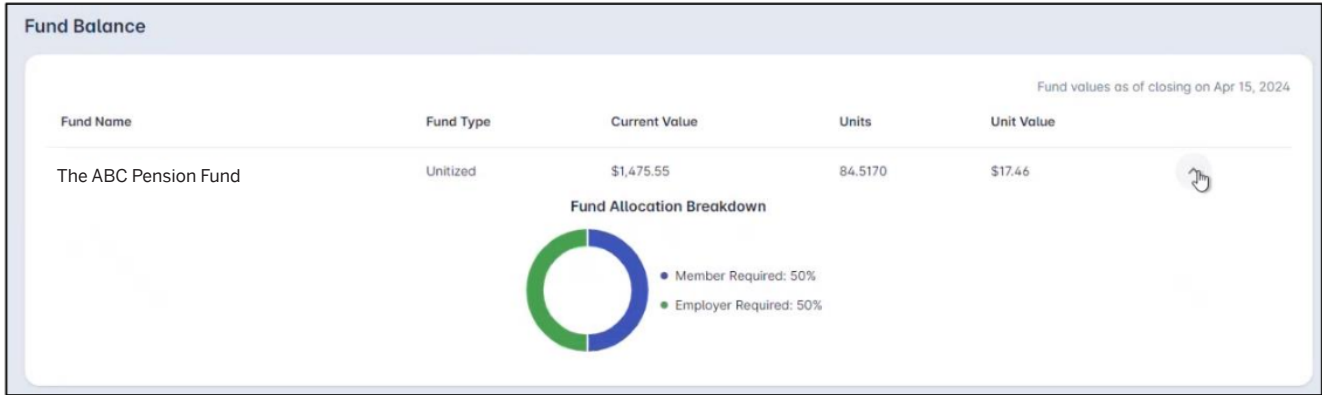 Fund Balance
Fund values as of closing on Apr 15, 2024
Fund Name Fund Type Current Value Units Unit Value
The ABC Pension Fund Unitized $1,475.55 84.5170 $17.46
Fund Allocation Breakdown
Member Required: 50%
Employer Required: 50%